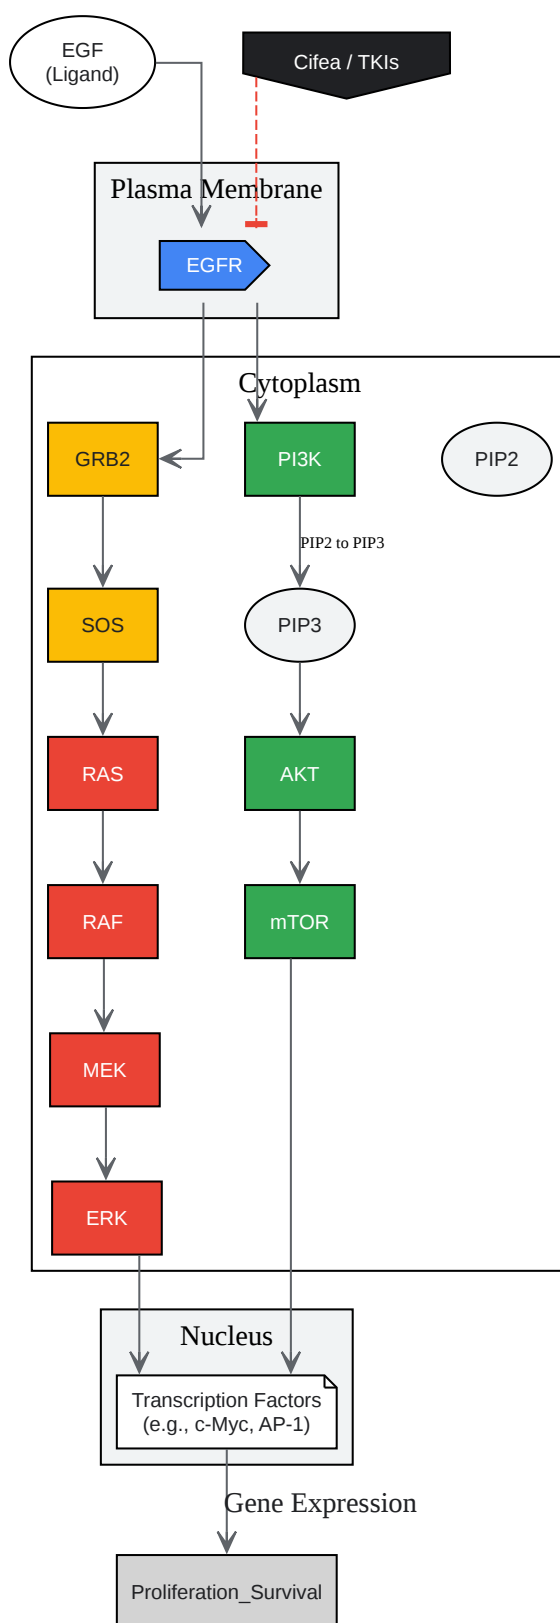 EGF
(Ligand)
Cifea / TKIs
Plasma Membrane
EGFR
Cytoplasm
GRB2
PI3K
PIP2
PIP2 to PIP3
SOS
PIP3
RAS
AKT
RAF
mTOR
MEK
ERK
Nucleus
Transcription Factors
(e.g., c-Myc, AP-1)
Gene Expression
Proliferation_Survival